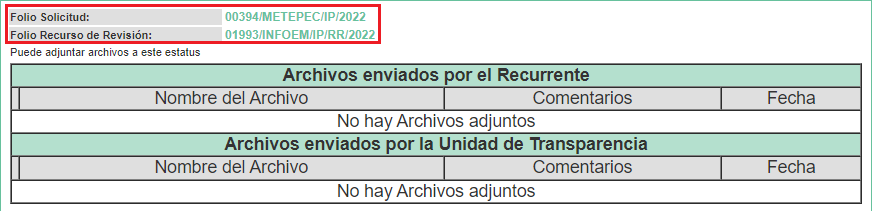 Folio Solicitud: 00394/METEPEC/IP/2022
Folio Recurso de Revisión: 01993/INFOEM/IP/RR/2022
Puede adjuntar archivos a este estatus
Archivos enviados por el Recurrente
Nombre del Archivo Comentarios Fecha
No hay Archivos adjuntos
Archivos enviados por la Unidad de Transparencia
Nombre del Archivo Comentarios Fecha
No hay Archivos adjuntos